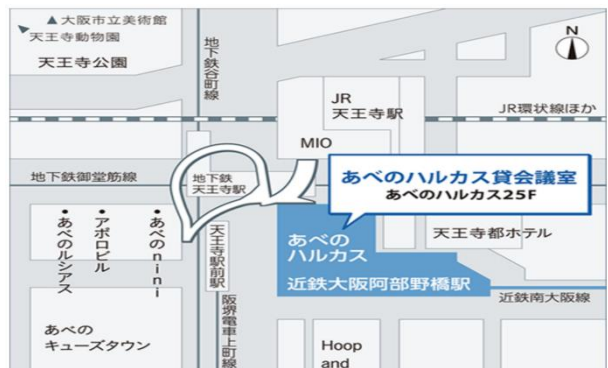 ▲大阪市立美術館
天王寺動物園
天王寺公園
地下鉄谷町線
N
JR
天王寺駅
JR環状線ほか
MIO
地下鉄御堂筋線
地下鉄
天王寺駅
あべのハルカス貸会議室
あべのハルカス25F
・あべのnini
・アポロビル
・あべのルシアス
天王寺駅前駅
あべの
ハルカス
天王寺都ホテル
近鉄大阪阿部野橋駅
近鉄南大阪線
阪堺電車上町線
あべの
キューズタウン
Hoop
and